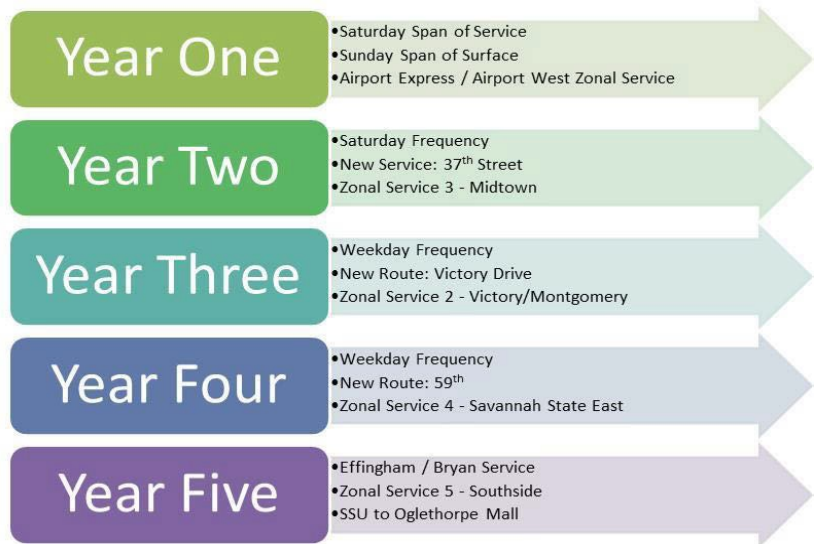 Year One
•Saturday Span of Service
•Sunday Span of Surface
•Airport Express / Airport West Zonal Service
Year Two
•Saturday Frequency
•New Service: 37th Street
•Zonal Service 3 - Midtown
Year Three
•Weekday Frequency
•New Route: Victory Drive
•Zonal Service 2 - Victory/Montgomery
Year Four
•Weekday Frequency
•New Route: 59th
•Zonal Service 4 - Savannah State East
Year Five
•Effingham / Bryan Service
•Zonal Service 5 - Southside
•SSU to Oglethorpe Mall